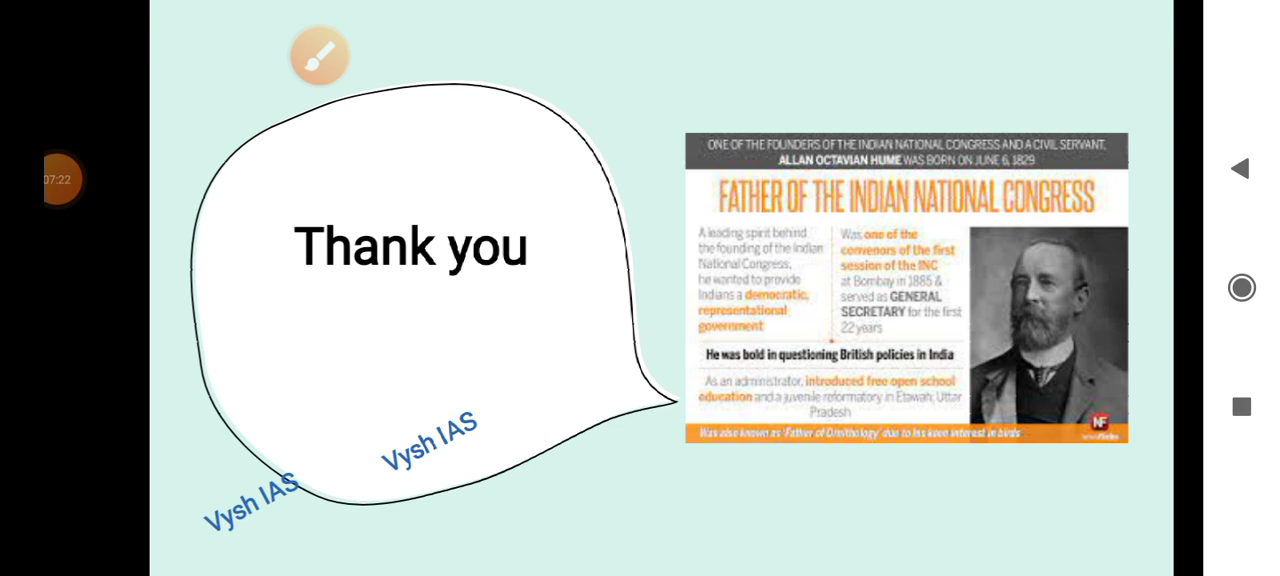 07:22
Thank you
Vysh IAS
Vysh IAS
ONE OF THE FOUNDERS OF THE INDIAN NATIONAL CONGRESS AND A CIVIL SERVANT,
ALLAN OCTAVIAN HUME WAS BORN ON JUNE 6, 1829
FATHER OF THE INDIAN NATIONAL CONGRESS
A leading spirit behind
the founding of the Indian
National Congress,
he wanted to provide
Indians a democratic,
representational
government
Was one of the
convenors of the first
session of the INC
at Bombay in 1885 &
served as GENERAL
SECRETARY for the first
22 years
He was bold in questioning British policies in India
As an administrator, introduced free open school
education and a juvenile reformatory in Etawah, Uttar
Pradesh
Was also known as 'Father of Ornithology' due to his keen interest in birds
NF